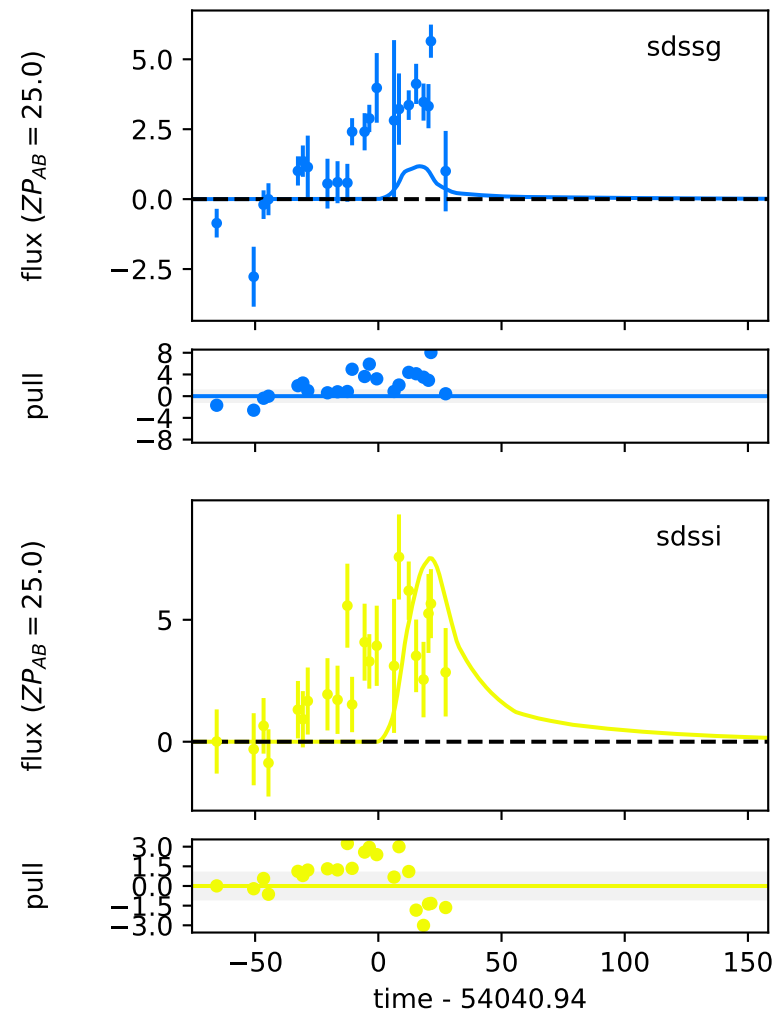 sdssg
flux (ZP_AB = 25.0)
5.0
2.5
0.0
−2.5
pull
8
4
0
−4
−8
sdssi
flux (ZP_AB = 25.0)
5
0
pull
3.0
1.5
0.0
−1.5
−3.0
−50 0 50 100 150
time - 54040.94